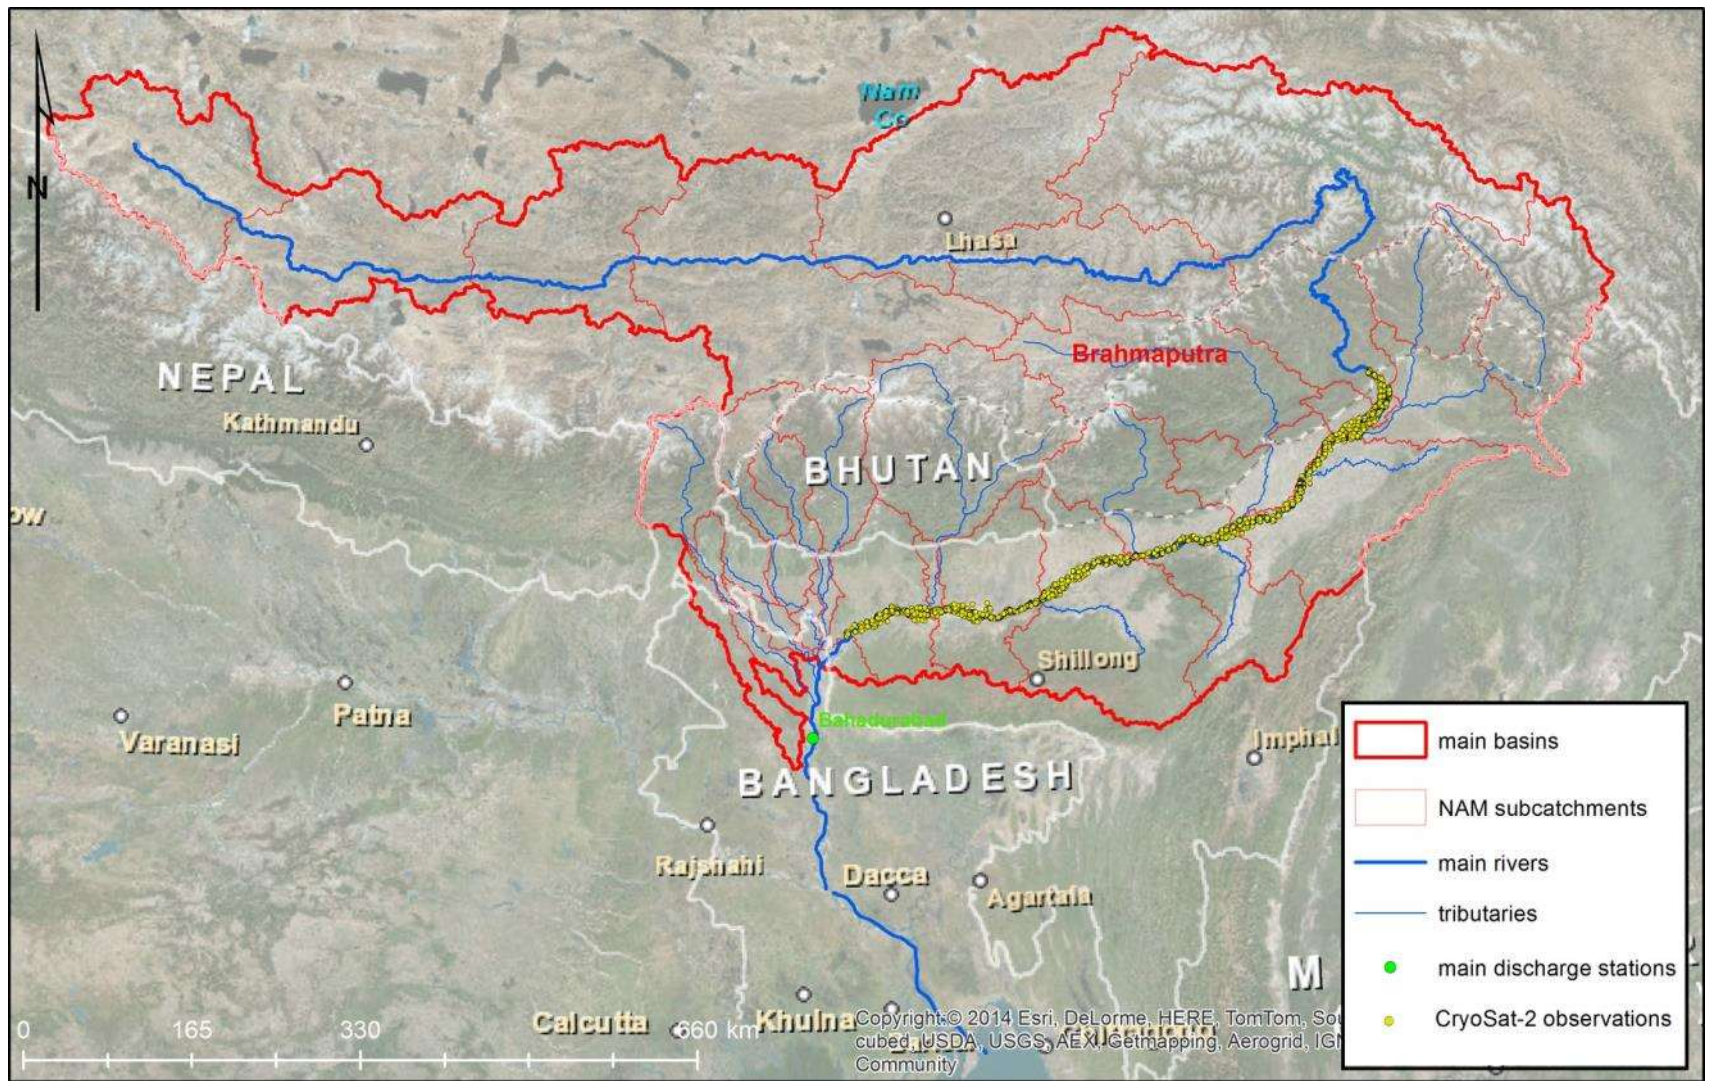 Nam
Co
N
Lhasa
Brahmaputra
NEPAL
Kathmandu
BHUTAN
ow
Shillong
Patna
Varanasi
Bahadurabad
Imphal
BANGLADESH
Rajshahi
Dacca
Agartala
M
0 165 330 660 km
Calcutta
Khulna
Copyright:© 2014 Esri, DeLorme, HERE, TomTom, Sou
cubed, USDA, USGS, AEX, Getmapping, Aerogrid, IGN
Community
main basins
NAM subcatchments
main rivers
tributaries
main discharge stations
CryoSat-2 observations